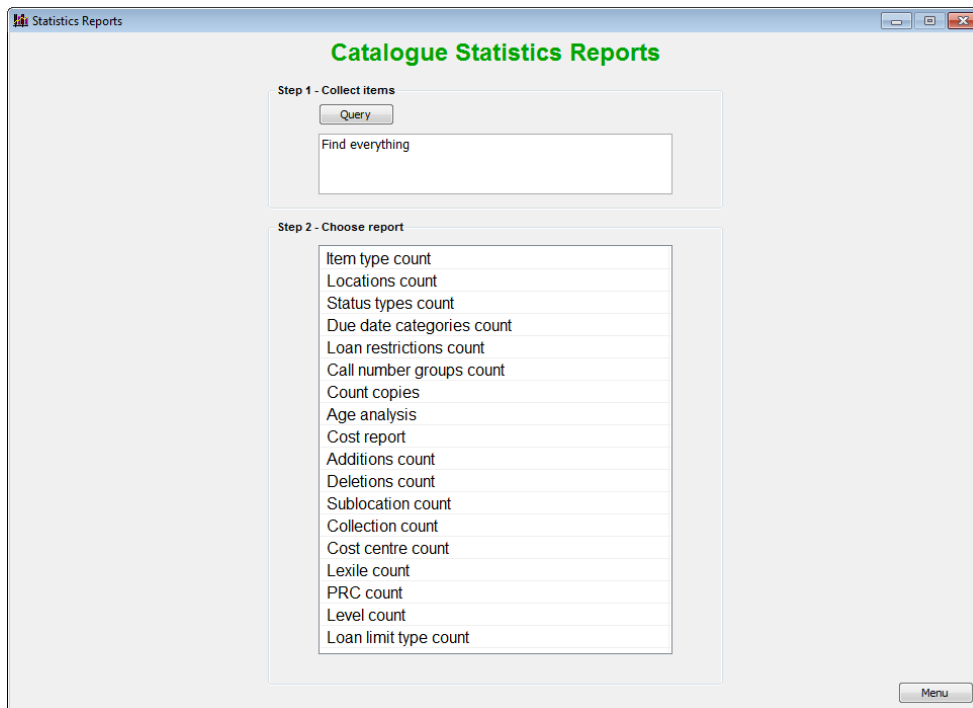 Statistics Reports
Catalogue Statistics Reports
Step 1 - Collect items
Query
Find everything
Step 2 - Choose report
Item type count
Locations count
Status types count
Due date categories count
Loan restrictions count
Call number groups count
Count copies
Age analysis
Cost report
Additions count
Deletions count
Sublocation count
Collection count
Cost centre count
Lexile count
PRC count
Level count
Loan limit type count
Menu